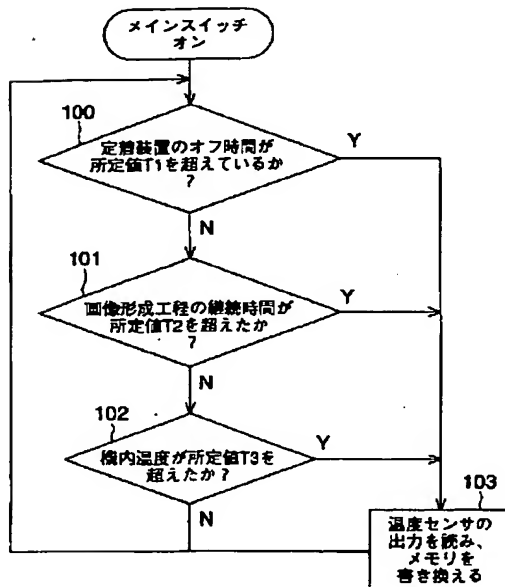 メインスイッチ
オン
100
定着装置のオフ時間が
所定値T1を超えているか
?
Y
N
101
画像形成工程の継続時間が
所定値T2を超えたか
?
Y
N
102
機内温度が所定値T3を
超えたか?
Y
N
103
温度センサの
出力を読み、
メモリを
書き換える